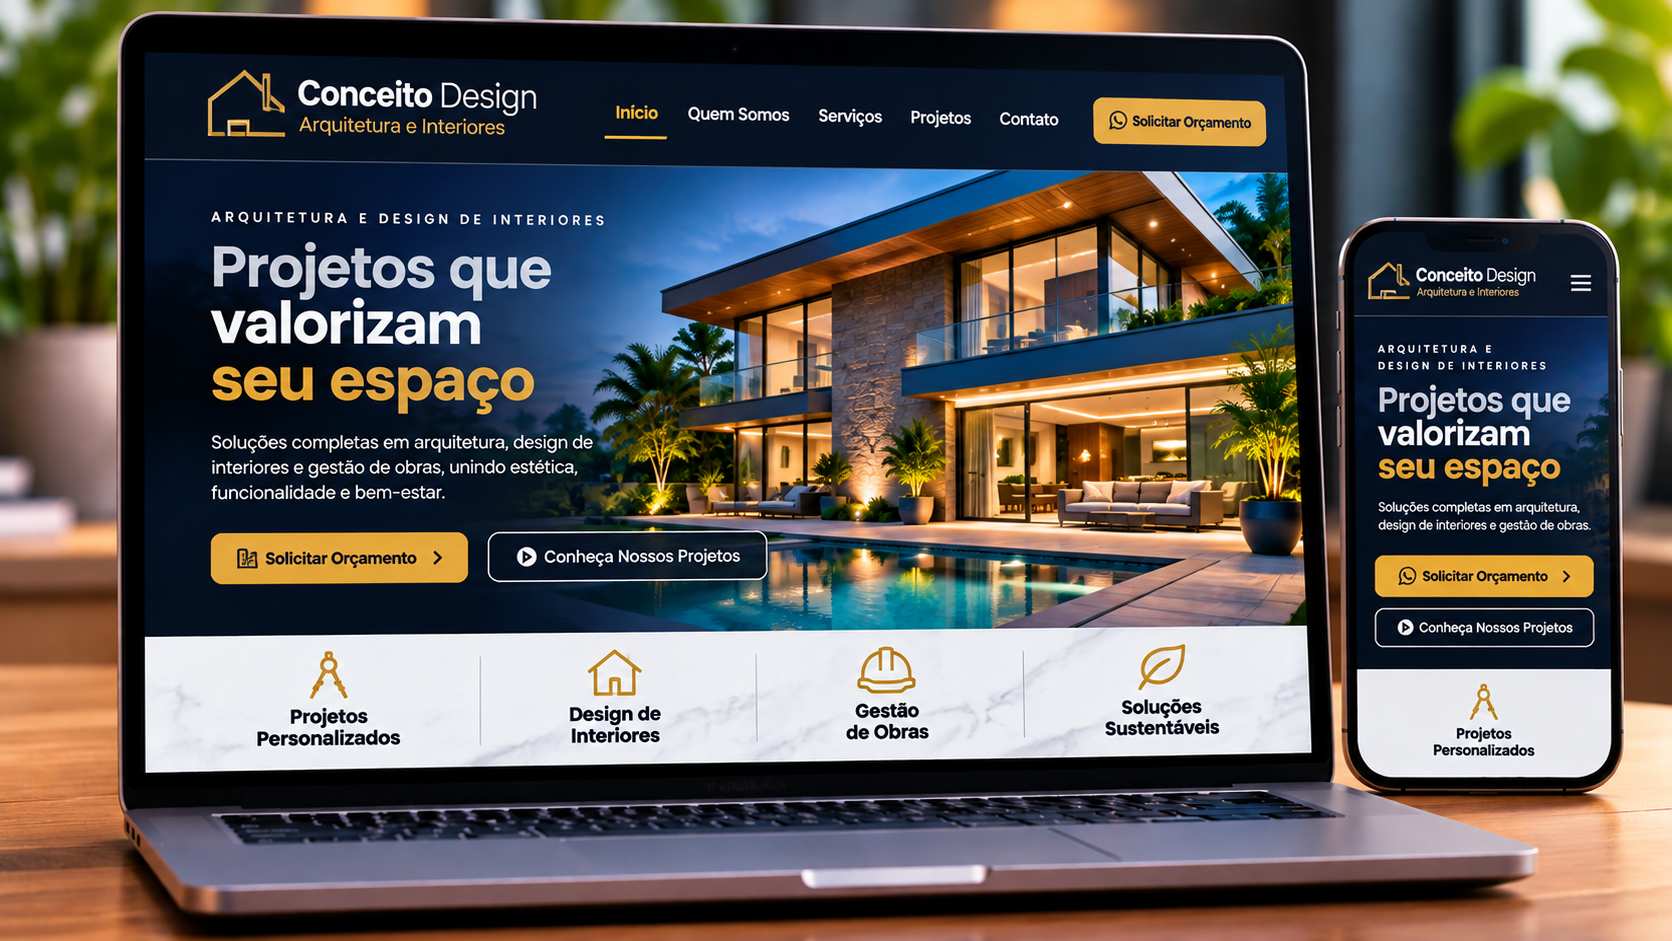 Conceito Design
Arquitetura e Interiores
Início
Quem Somos
Serviços
Projetos
Contato
Solicitar Orçamento
ARQUITETURA E DESIGN DE INTERIORES
Projetos que
valorizam
seu espaço
Soluções completas em arquitetura, design de
interiores e gestão de obras, unindo estética,
funcionalidade e bem-estar.
Solicitar Orçamento
Conheça Nossos Projetos
Projetos
Personalizados
Design de
Interiores
Gestão
de Obras
Soluções
Sustentáveis
Conceito Design
Arquitetura e Interiores
ARQUITETURA E
DESIGN DE INTERIORES
Projetos que
valorizam
seu espaço
Soluções completas em arquitetura,
design de interiores e gestão de obras.
Solicitar Orçamento
Conheça Nossos Projetos
Projetos
Personalizados